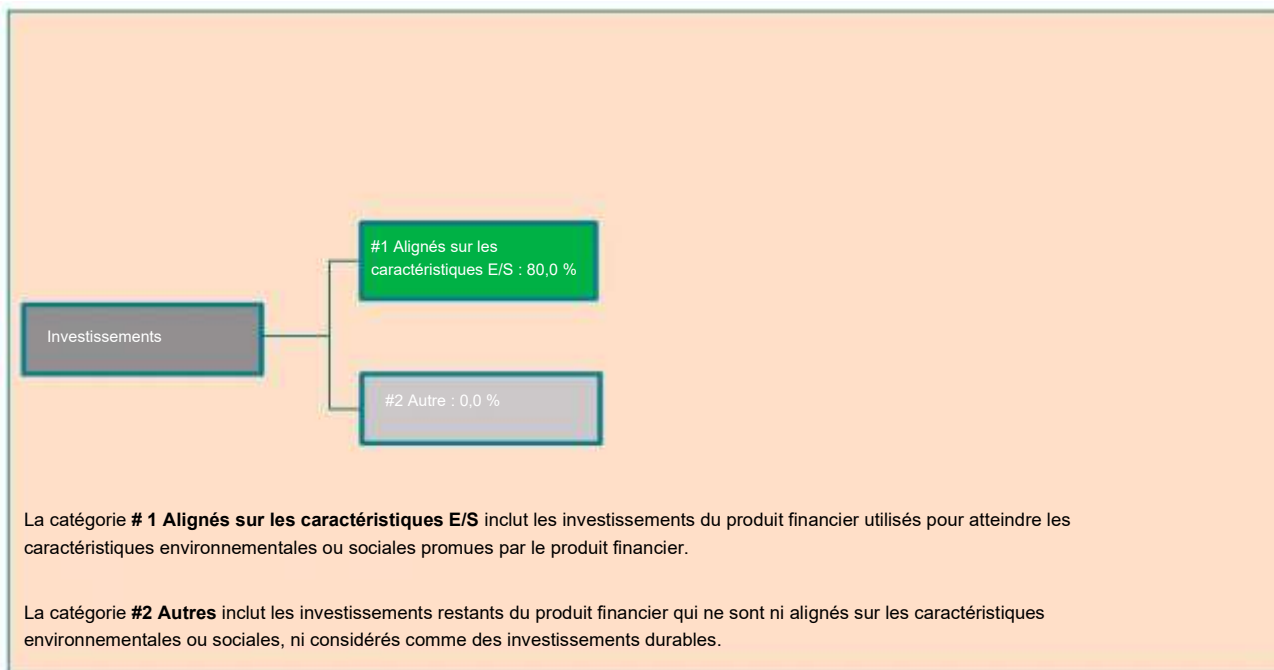 #1 Alignés sur les
caractéristiques E/S : 80,0 %
Investissements
#2 Autre : 0,0 %
La catégorie # 1 Alignés sur les caractéristiques E/S inclut les investissements du produit financier utilisés pour atteindre les
caractéristiques environnementales ou sociales promues par le produit financier.
La catégorie #2 Autres inclut les investissements restants du produit financier qui ne sont ni alignés sur les caractéristiques
environnementales ou sociales, ni considérés comme des investissements durables.